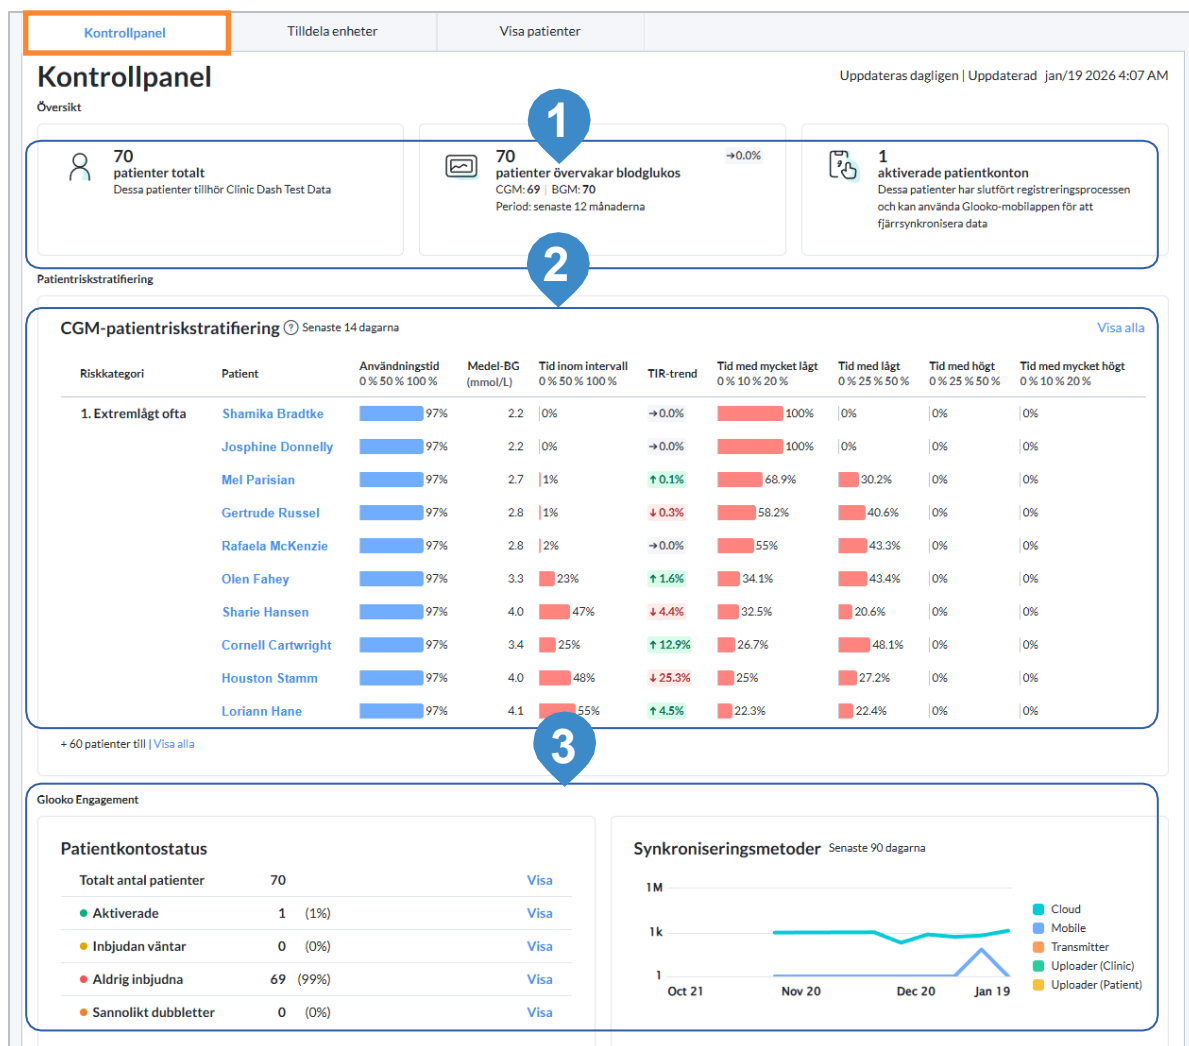 Kontrollpanel
Tilldela enheter
Visa patienter
Kontrollpanel
Uppdateras dagligen | Uppdaterad jan/19 2026 4:07 AM
Översikt
1
70
patienter totalt
Dessa patienter tillhör Clinic Dash Test Data
70
→0.0%
patienter övervakar blodglukos
CGM: 69 | BGM: 70
Period: senaste 12 månaderna
1
aktiverade patientkonton
Dessa patienter har slutfört registreringsprocessen
och kan använda Glooko-mobilappen för att
fjärrsynkronisera data
2
Patientriskstratifiering
CGM-patientriskstratifiering ? Senaste 14 dagarna
Visa alla
Riskkategori Patient Användningstid Medel-BG Tid inom intervall TIR-trend Tid med mycket lågt Tid med lågt Tid med högt Tid med mycket högt
0 % 50 % 100 % (mmol/L) 0 % 50 % 100 % 0 % 10 % 20 % 0 % 25 % 50 % 0 % 25 % 50 % 0 % 10 % 20 %
1. Extremlågt ofta Shamika Bradtke 97% 2.2 0% →0.0% 100% 0% 0% 0%
Josphine Donnelly 97% 2.2 0% →0.0% 100% 0% 0% 0%
Mel Parisian 97% 2.7 1% ↑0.1% 68.9% 30.2% 0% 0%
Gertrude Russel 97% 2.8 1% ↓0.3% 58.2% 40.6% 0% 0%
Rafaela McKenzie 97% 2.8 2% →0.0% 55% 43.3% 0% 0%
Olen Fahey 97% 3.3 23% ↑1.6% 34.1% 43.4% 0% 0%
Sharie Hansen 97% 4.0 47% ↓4.4% 32.5% 20.6% 0% 0%
Cornell Cartwright 97% 3.4 25% ↑12.9% 26.7% 48.1% 0% 0%
Houston Stamm 97% 4.0 48% ↓25.3% 25% 27.2% 0% 0%
Loriann Hane 97% 4.1 55% ↑4.5% 22.3% 22.4% 0% 0%
+ 60 patienter till | Visa alla
3
Glooko Engagement
Patientkontostatus
Totalt antal patienter 70 Visa
Aktiverade 1 (1%) Visa
Inbjudan väntar 0 (0%) Visa
Aldrig inbjudna 69 (99%) Visa
Sannolikt dubbletter 0 (0%) Visa
Synkroniseringsmetoder Senaste 90 dagarna
1M
1k
1
Oct 21 Nov 20 Dec 20 Jan 19
Cloud
Mobile
Transmitter
Uploader (Clinic)
Uploader (Patient)